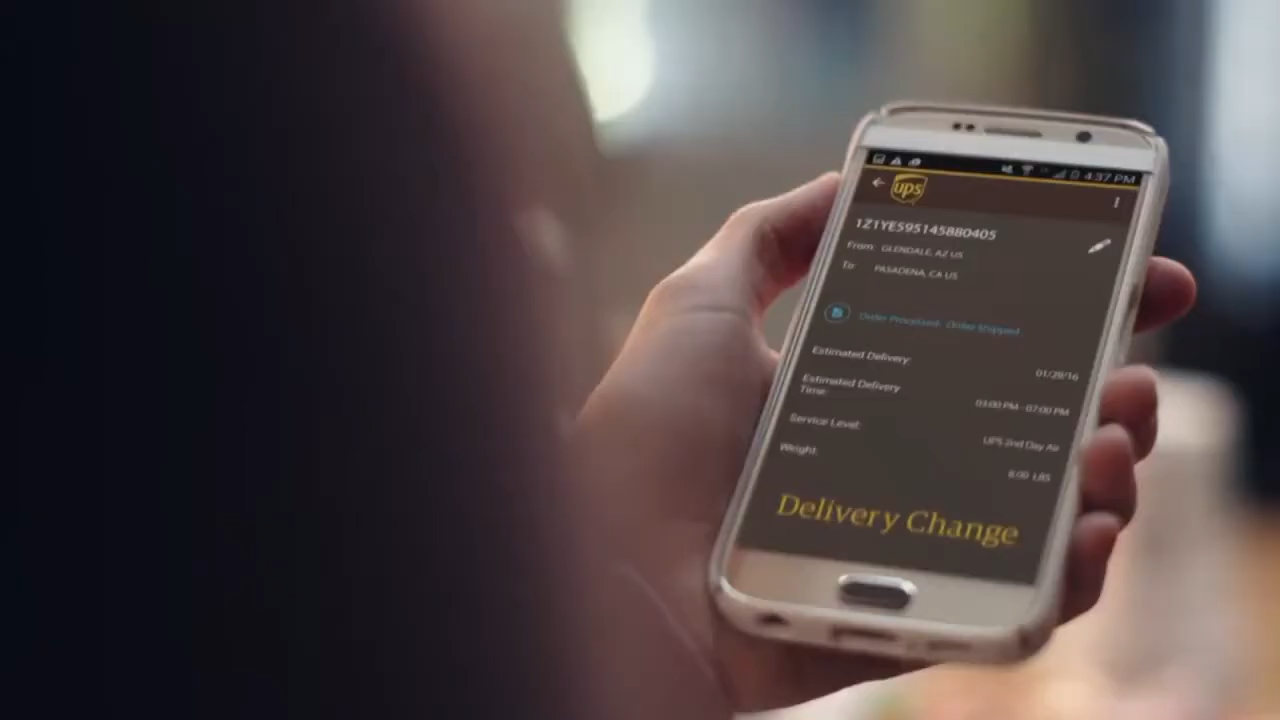 4:37 PM
ups
1Z1YE5951458B0405
From: GLENDALE, AZ US
To: PASADENA, CA US
Order Processed: Order Shipped
Estimated Delivery: 01/28/16
Estimated Delivery Time: 03:00 PM - 07:00 PM
Service Level: UPS 2nd Day Air
Weight: 6.00 LBS
Delivery Change